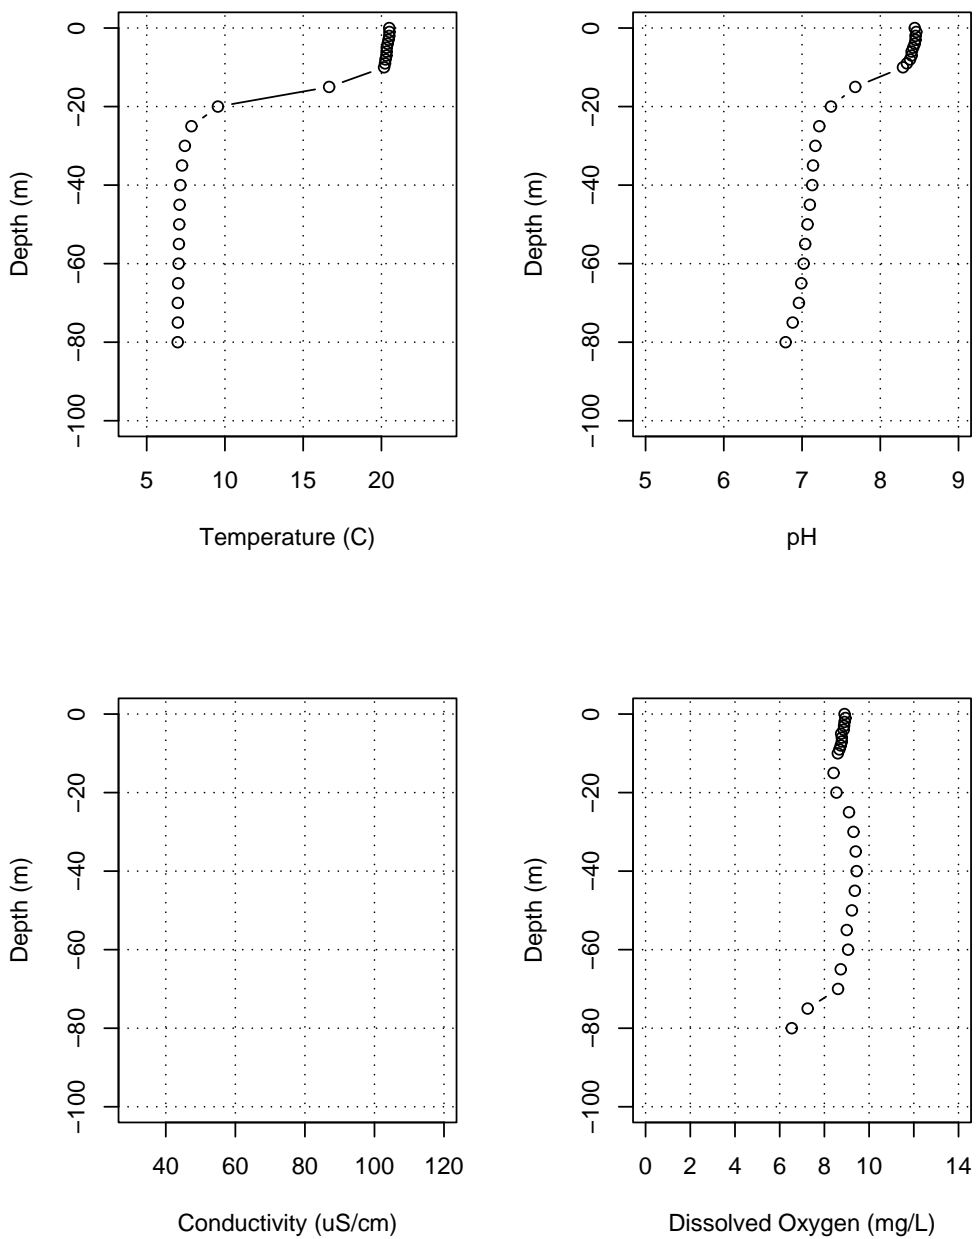 0
−20
−40
−60
−80
−100
Depth (m)
5 10 15 20
Temperature (C)
0
−20
−40
−60
−80
−100
Depth (m)
5 6 7 8 9
pH
0
−20
−40
−60
−80
−100
Depth (m)
40 60 80 100 120
Conductivity (uS/cm)
0
−20
−40
−60
−80
−100
Depth (m)
0 2 4 6 8 10 14
Dissolved Oxygen (mg/L)